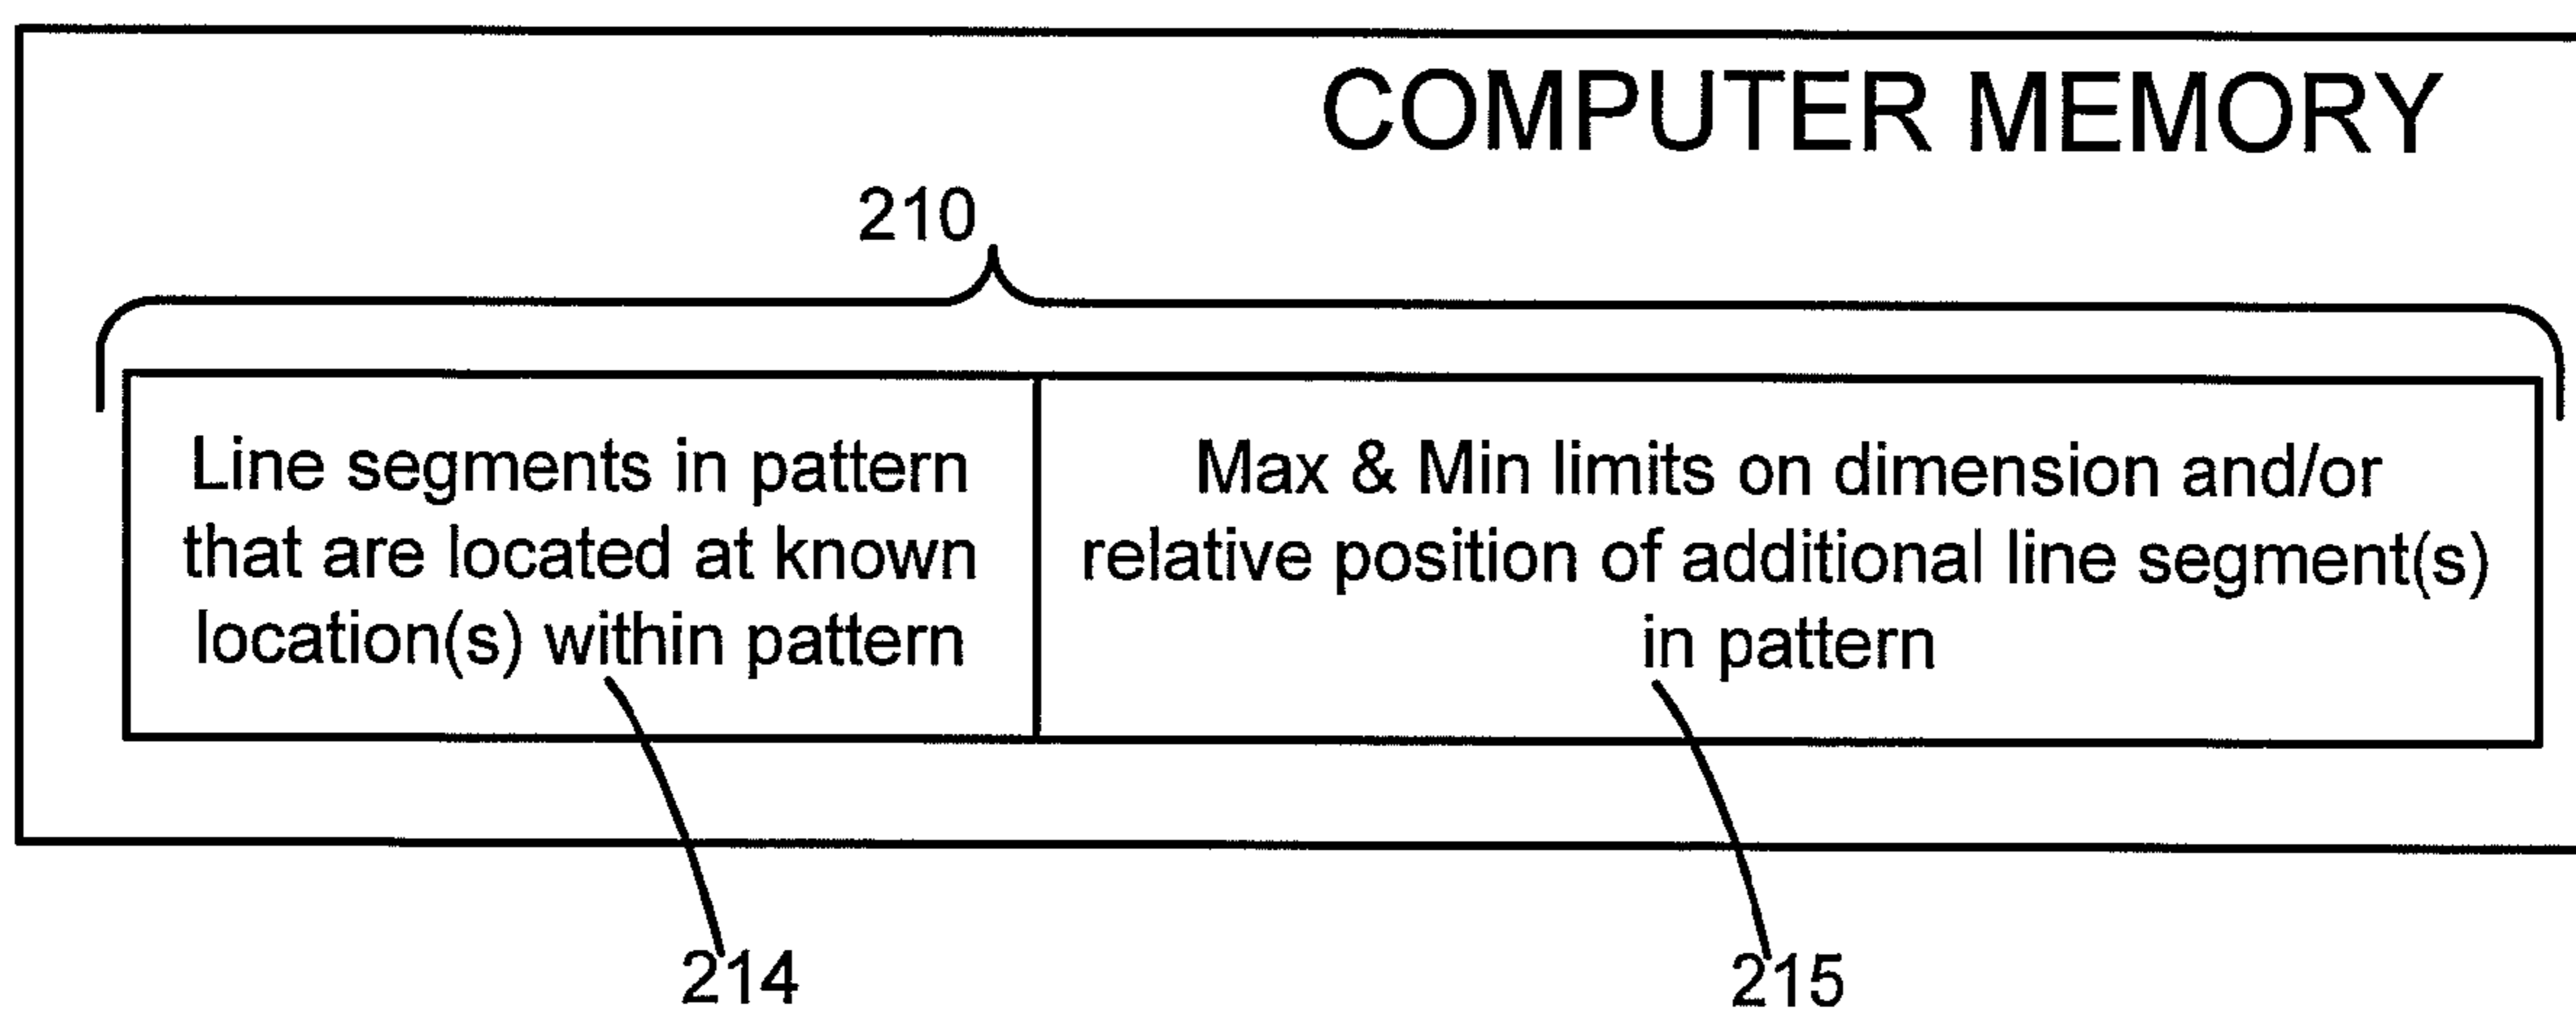 COMPUTER MEMORY
210
Line segments in pattern
that are located at known
location(s) within pattern
Max & Min limits on dimension and/or
relative position of additional line segment(s)
in pattern
214
215